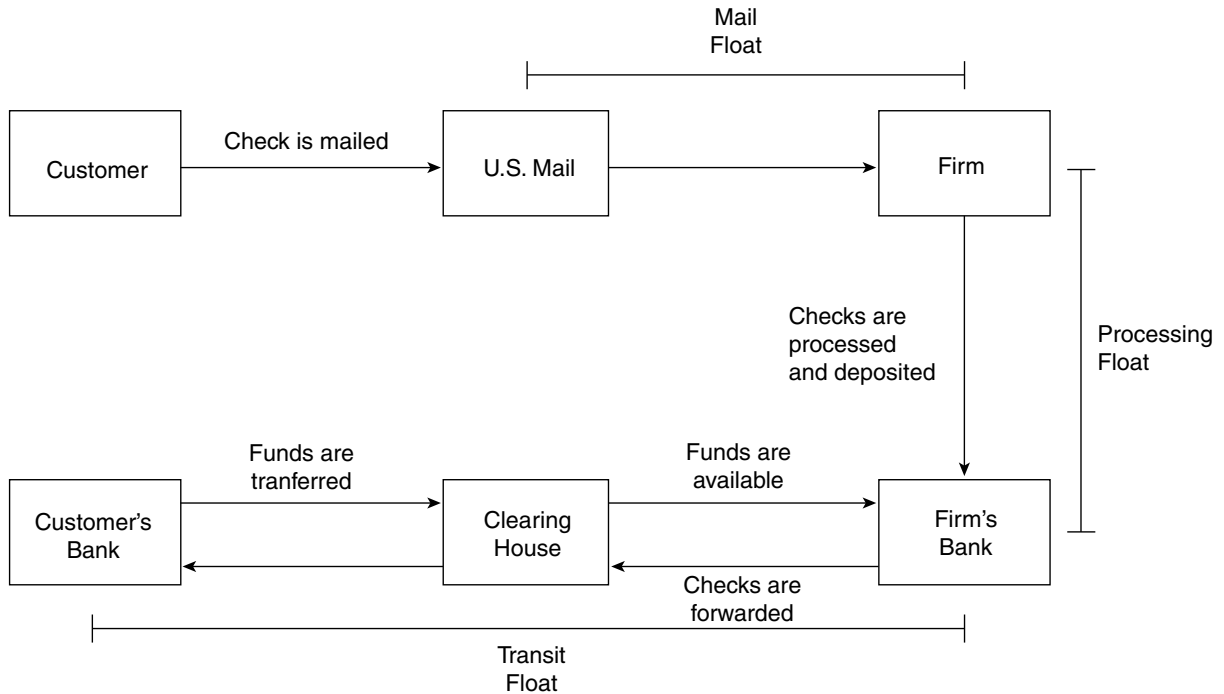 Mail
Float
Check is mailed
Customer
U.S. Mail
Firm
Checks are
processed
and deposited
Processing
Float
Funds are
tranferred
Funds are
available
Customer's
Bank
Clearing
House
Firm's
Bank
Checks are
forwarded
Transit
Float